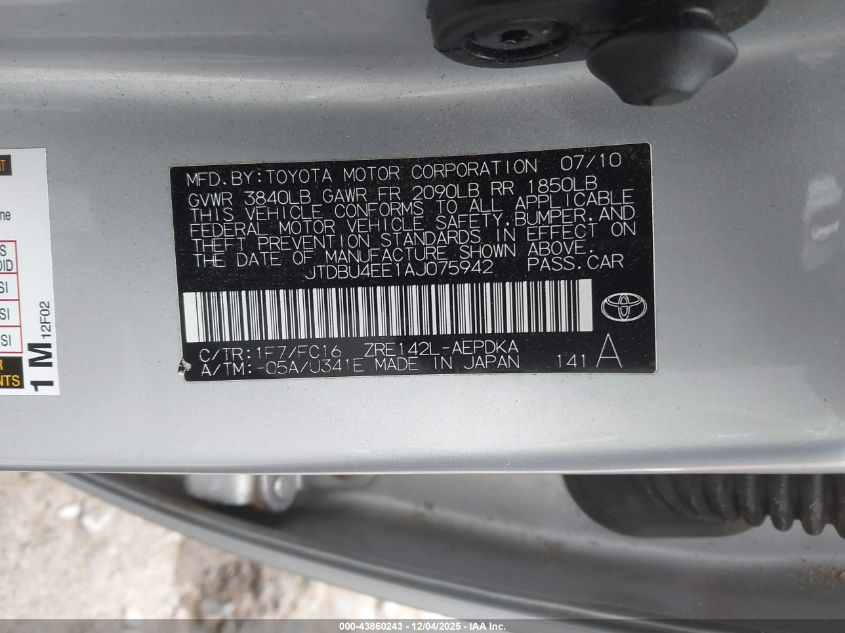 MFD. BY: TOYOTA MOTOR CORPORATION 07/10
GVWR 3840LB GAWR FR 2090LB RR 1850LB
THIS VEHICLE CONFORMS TO ALL APPLICABLE
FEDERAL MOTOR VEHICLE SAFETY, BUMPER, AND
THEFT PREVENTION STANDARDS IN EFFECT ON
THE DATE OF MANUFACTURE SHOWN ABOVE.
JTDBU4EE1AJ075942 PASS. CAR
C/TR: 1F7/FC16 ZRE142L-AEPDKA
A/TM: -05A/U341E MADE IN JAPAN 141 A
1 M 12F02
000-43860243 - 12/04/2025 - IAA, Inc.